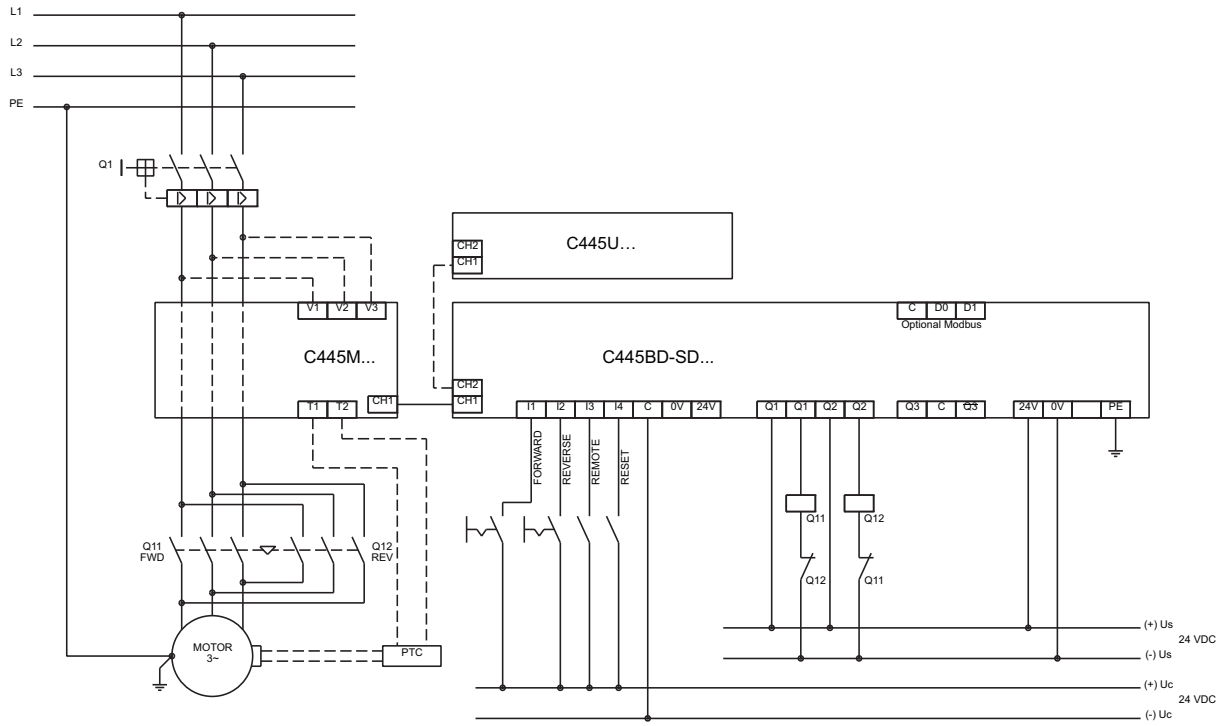 L1
L2
L3
PE
Q1
C445U…
CH2
CH1
V1 V2 V3
C D0 D1
Optional Modbus
C445M...
C445BD-SD...
CH2
CH1
CH1
T1 T2
I1 I2 I3 I4 C 0V 24V
Q1 Q1 Q2 Q2
Q3 C Q3
24V 0V
PE
FORWARD
REVERSE
REMOTE
RESET
Q11
Q12
Q11
FWD
Q12
REV
Q12
Q11
MOTOR
3~
PTC
(+) Us
24 VDC
(-) Us
(+) Uc
24 VDC
(-) Uc